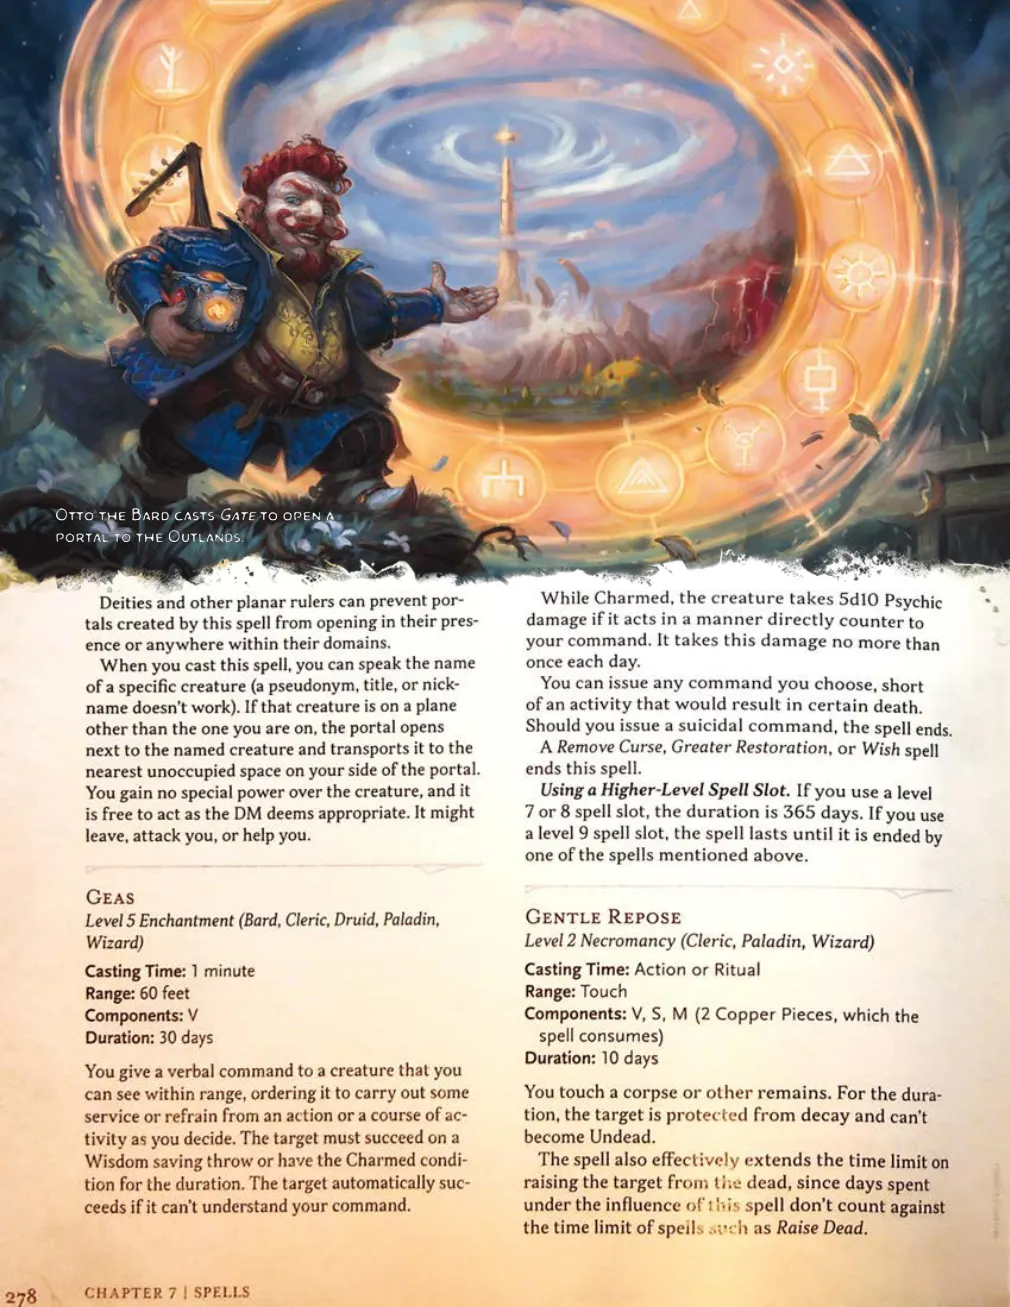 Otto the Bard casts Gate to open a
portal to the Outlands.
Deities and other planar rulers can prevent por-
tals created by this spell from opening in their pres-
ence or anywhere within their domains.
When you cast this spell, you can speak the name
of a specific creature (a pseudonym, title, or nick-
name doesn't work). If that creature is on a plane
other than the one you are on, the portal opens
next to the named creature and transports it to the
nearest unoccupied space on your side of the portal.
You gain no special power over the creature, and it
is free to act as the DM deems appropriate. It might
leave, attack you, or help you.
Geas
Level 5 Enchantment (Bard, Cleric, Druid, Paladin,
Wizard)
Casting Time: 1 minute
Range: 60 feet
Components: V
Duration: 30 days
You give a verbal command to a creature that you
can see within range, ordering it to carry out some
service or refrain from an action or a course of ac-
tivity as you decide. The target must succeed on a
Wisdom saving throw or have the Charmed condi-
tion for the duration. The target automatically suc-
ceeds if it can't understand your command.
While Charmed, the creature takes 5d10 Psychic
damage if it acts in a manner directly counter to
your command. It takes this damage no more than
once each day.
You can issue any command you choose, short
of an activity that would result in certain death.
Should you issue a suicidal command, the spell ends.
A Remove Curse, Greater Restoration, or Wish spell
ends this spell.
Using a Higher-Level Spell Slot. If you use a level
7 or 8 spell slot, the duration is 365 days. If you use
a level 9 spell slot, the spell lasts until it is ended by
one of the spells mentioned above.
Gentle Repose
Level 2 Necromancy (Cleric, Paladin, Wizard)
Casting Time: Action or Ritual
Range: Touch
Components: V, S, M (2 Copper Pieces, which the
spell consumes)
Duration: 10 days
You touch a corpse or other remains. For the dura-
tion, the target is protected from decay and can't
become Undead.
The spell also effectively extends the time limit on
raising the target from the dead, since days spent
under the influence of this spell don't count against
the time limit of spells such as Raise Dead.
278 CHAPTER 7 | SPELLS